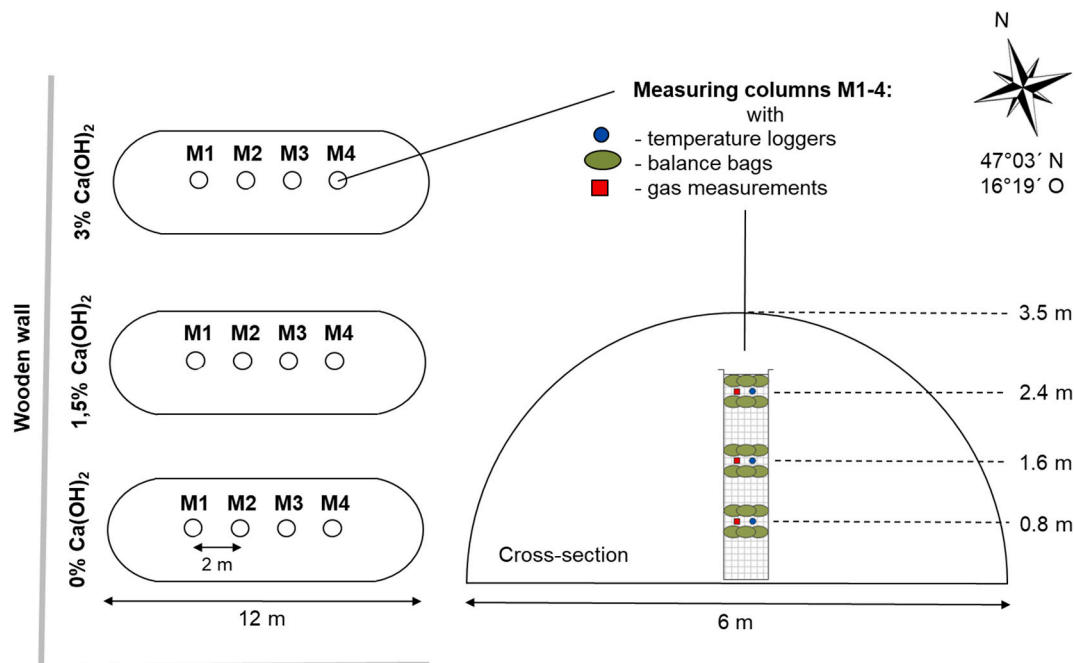 N
Measuring columns M1-4:
with
- temperature loggers
- balance bags
- gas measurements
47°03´ N
16°19´ O
Wooden wall
3% Ca(OH)₂
M1 M2 M3 M4
1,5% Ca(OH)₂
M1 M2 M3 M4
0% Ca(OH)₂
M1 M2 M3 M4
2 m
12 m
3.5 m
2.4 m
1.6 m
0.8 m
Cross-section
6 m